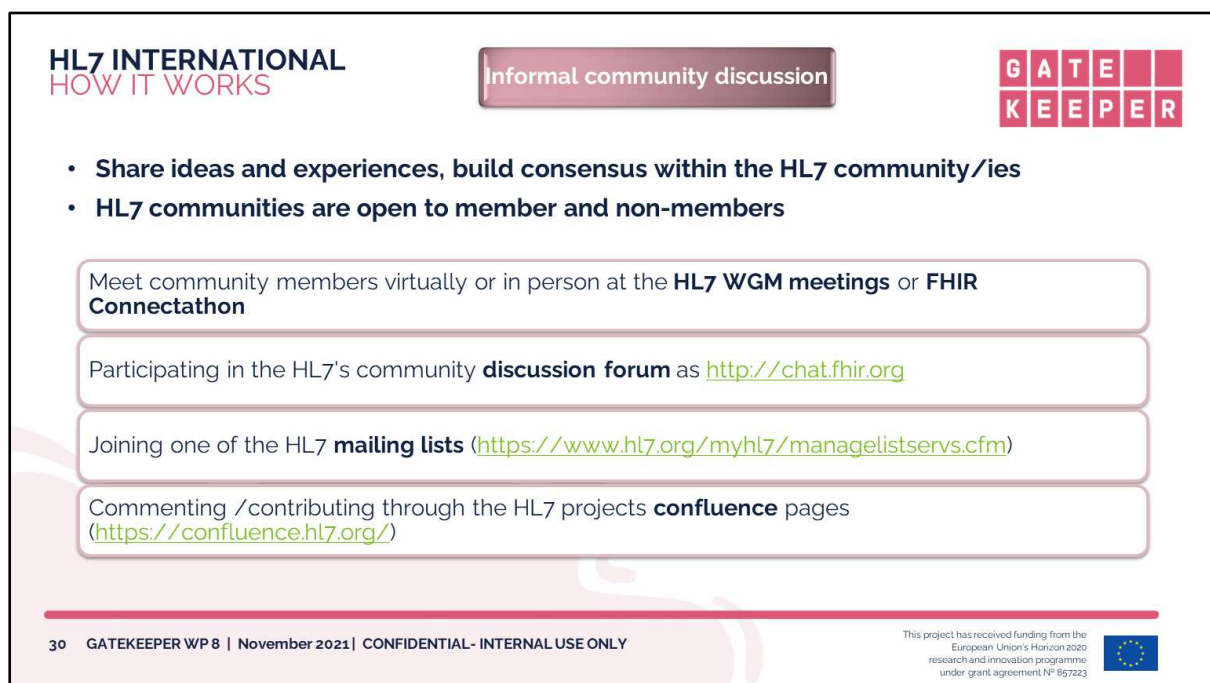 HL7 INTERNATIONAL
HOW IT WORKS
Informal community discussion
GATE
KEEPER
• Share ideas and experiences, build consensus within the HL7 community/ies
• HL7 communities are open to member and non-members
Meet community members virtually or in person at the HL7 WGM meetings or FHIR
Connectathon
Participating in the HL7's community discussion forum as http://chat.fhir.org
Joining one of the HL7 mailing lists (https://www.hl7.org/myhl7/managelistservs.cfm)
Commenting /contributing through the HL7 projects confluence pages
(https://confluence.hl7.org/)
30 GATEKEEPER WP 8 | November 2021| CONFIDENTIAL- INTERNAL USE ONLY
This project has received funding from the
European Union's Horizon 2020
research and innovation programme
under grant agreement Nº 857223